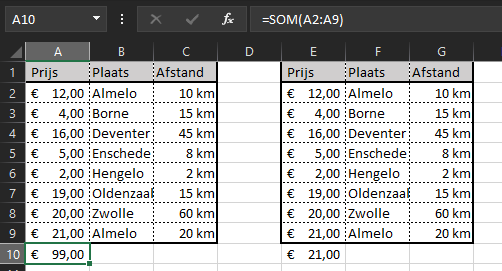 A10 fx =SOM(A2:A9)
A B C D E F G
1 Prijs Plaats Afstand Prijs Plaats Afstand
2 € 12,00 Almelo 10 km € 12,00 Almelo 10 km
3 € 4,00 Borne 15 km € 4,00 Borne 15 km
4 € 16,00 Deventer 45 km € 16,00 Deventer 45 km
5 € 5,00 Enschede 8 km € 5,00 Enschede 8 km
6 € 2,00 Hengelo 2 km € 2,00 Hengelo 2 km
7 € 19,00 Oldenzaal 15 km € 19,00 Oldenzaal 15 km
8 € 20,00 Zwolle 60 km € 20,00 Zwolle 60 km
9 € 21,00 Almelo 20 km € 21,00 Almelo 20 km
10 € 99,00 € 21,00